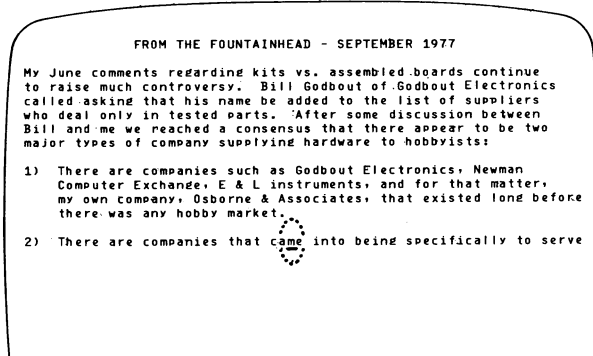 FROM THE FOUNTAINHEAD - SEPTEMBER 1977
My June comments regarding kits vs. assembled boards continue
to raise much controversy. Bill Godbout of Godbout Electronics
called asking that his name be added to the list of suppliers
who deal only in tested parts. After some discussion between
Bill and me we reached a consensus that there appear to be two
major types of company supplying hardware to hobbyists:
1) There are companies such as Godbout Electronics, Newman
Computer Exchange, E & L instruments, and for that matter,
my own company, Osborne & Associates, that existed long before
there was any hobby market.
2) There are companies that came into being specifically to serve